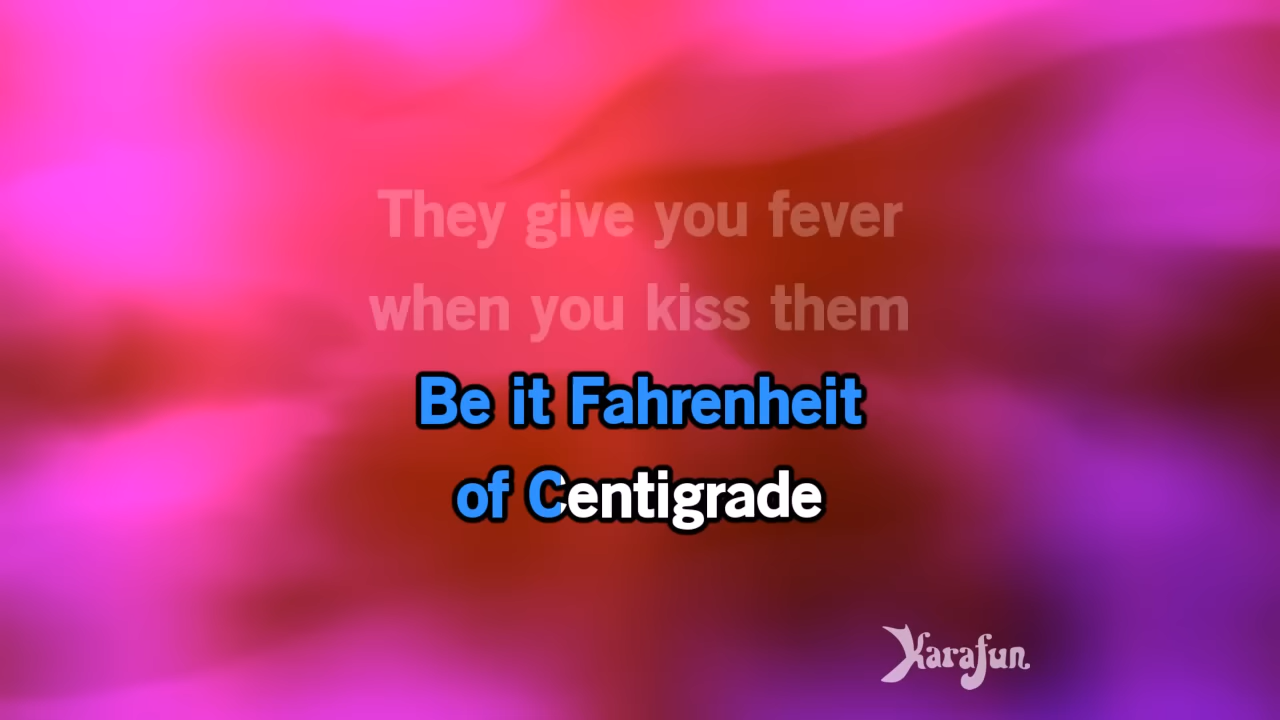 They give you fever
when you kiss them
Be it Fahrenheit
of Centigrade
Karafun